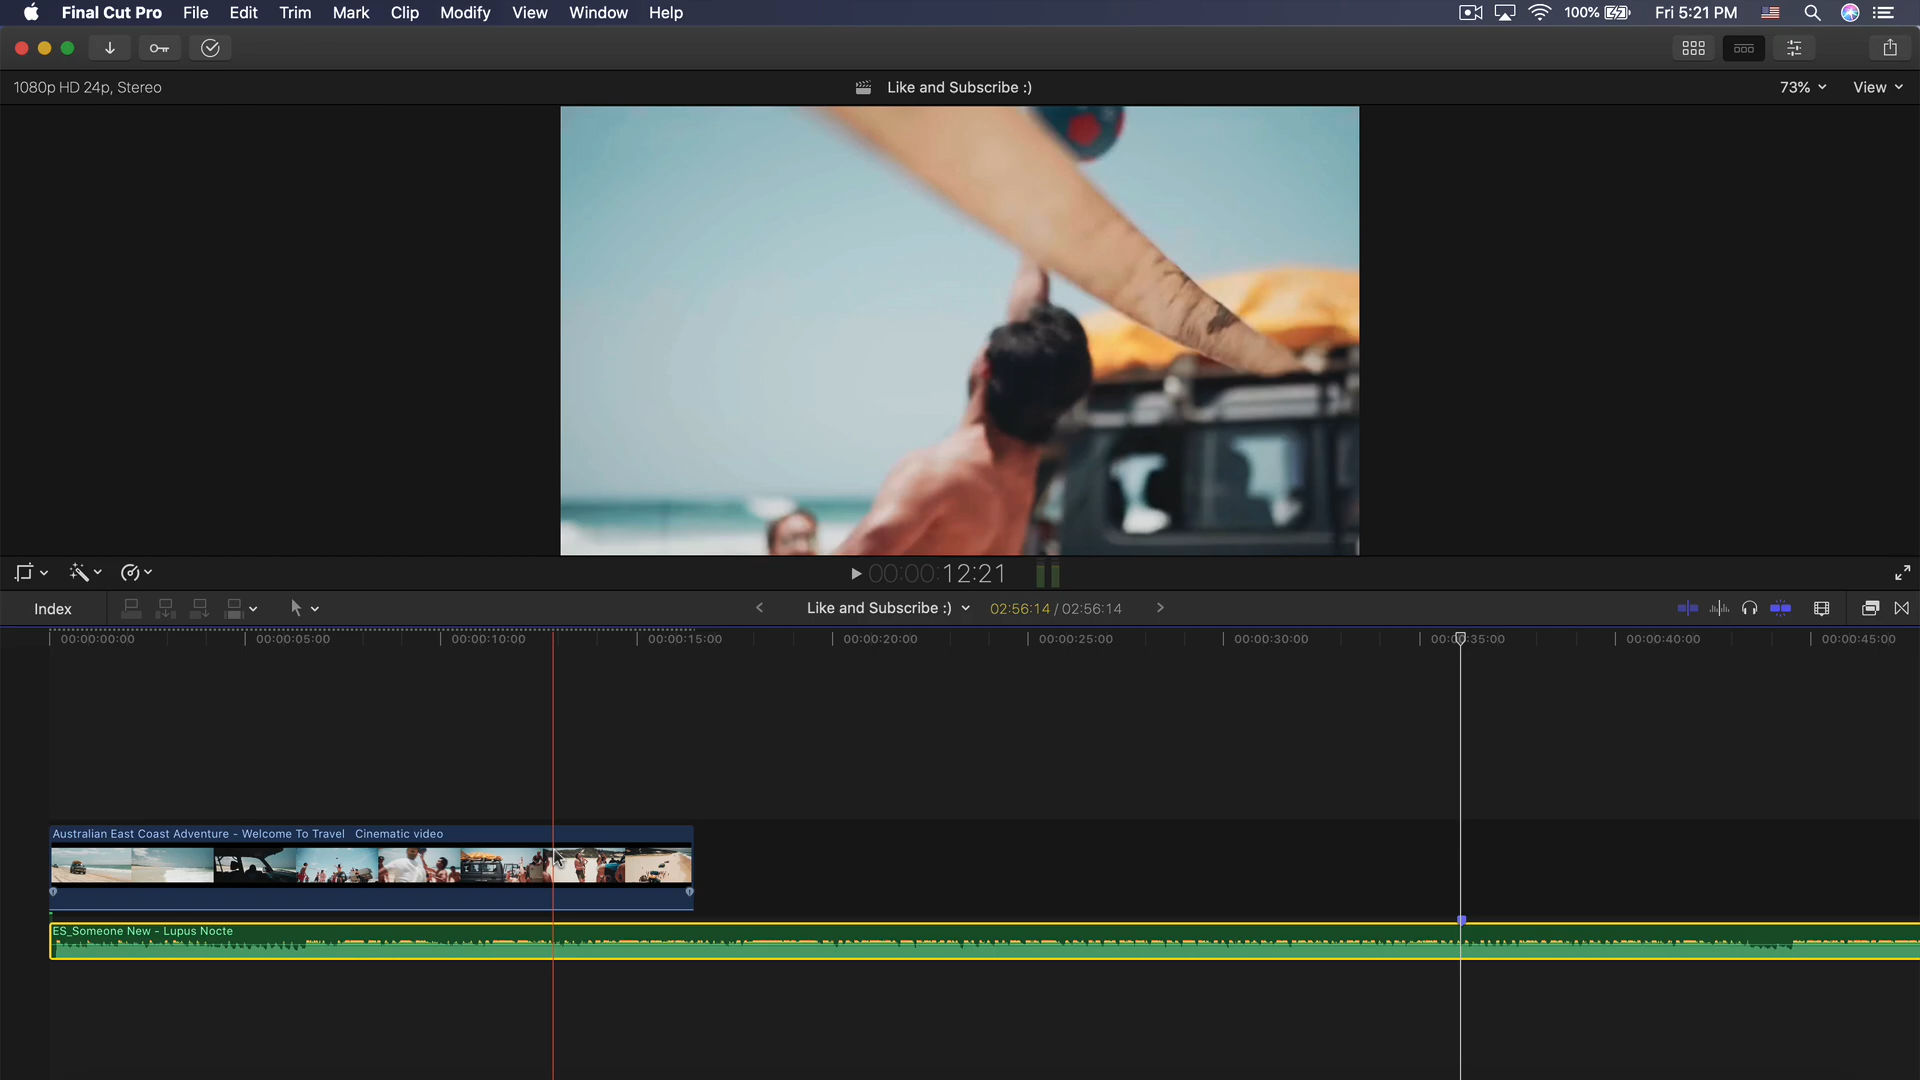 Final Cut Pro File Edit Trim Mark Clip Modify View Window Help 100% Fri 5:21 PM
1080p HD 24p, Stereo Like and Subscribe :) 73% View
00:00:12:21
Index Like and Subscribe :) 02:56:14 / 02:56:14
00:00:00:00 00:00:05:00 00:00:10:00 00:00:15:00 00:00:20:00 00:00:25:00 00:00:30:00 00:00:35:00 00:00:40:00 00:00:45:00
Australian East Coast Adventure - Welcome To Travel Cinematic video
ES_Someone New - Lupus Nocte